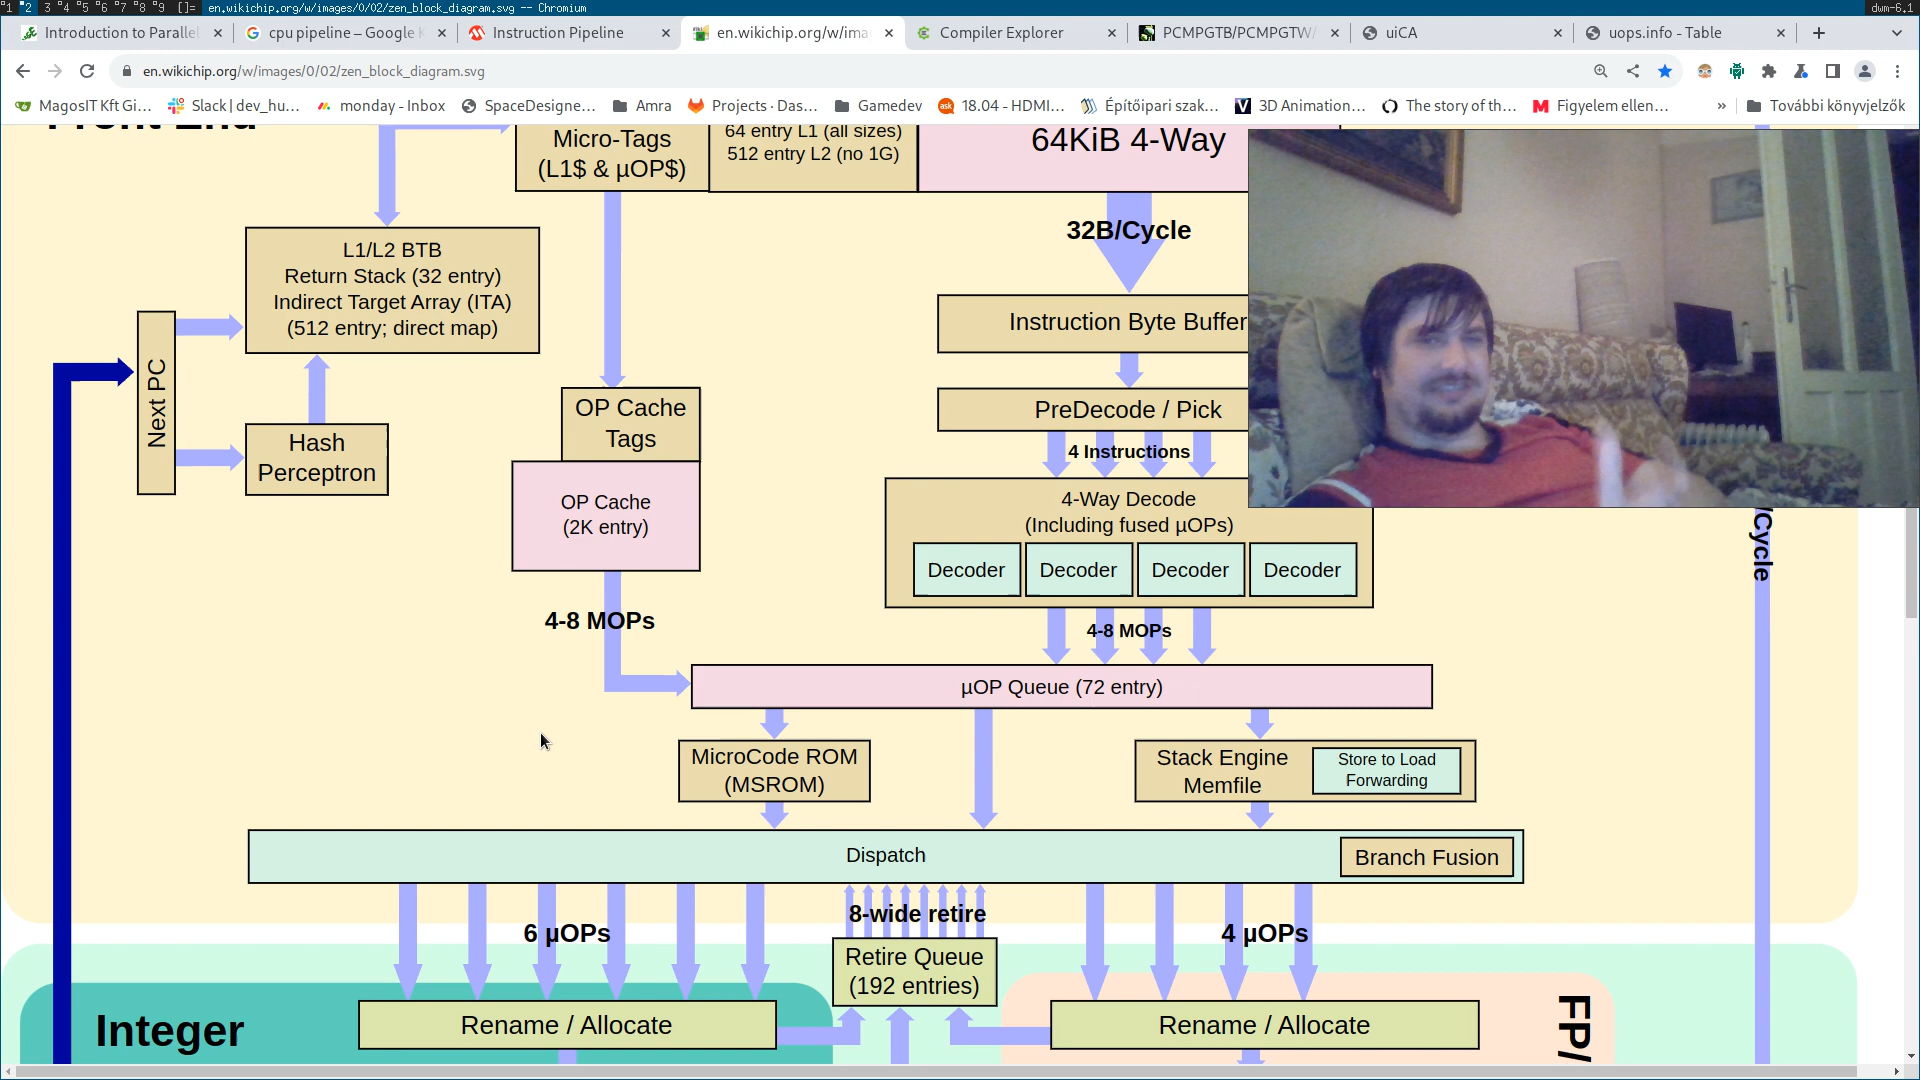 1 2 3 4 5 6 7 8 9 []= en.wikichip.org/w/images/0/02/zen_block_diagram.svg -- Chromium dwm-6.1
Introduction to Parallel
cpu pipeline – Google K
Instruction Pipeline
en.wikichip.org/w/ima
Compiler Explorer
PCMPGTB/PCMPGTW/
uiCA
uops.info - Table
en.wikichip.org/w/images/0/02/zen_block_diagram.svg
MagosIT Kft Gi...
Slack | dev_hu...
monday - Inbox
SpaceDesigne...
Amra
Projects · Das...
Gamedev
18.04 - HDMI...
Építőipari szak...
3D Animation...
The story of th...
Figyelem ellen...
»
További könyvjelzők
Front End
Micro-Tags
(L1$ & µOP$)
64 entry L1 (all sizes)
512 entry L2 (no 1G)
64KiB 4-Way
32B/Cycle
L1/L2 BTB
Return Stack (32 entry)
Indirect Target Array (ITA)
(512 entry; direct map)
Next PC
Hash
Perceptron
Instruction Byte Buffer
OP Cache
Tags
OP Cache
(2K entry)
PreDecode / Pick
4 Instructions
4-Way Decode
(Including fused µOPs)
Decoder
Decoder
Decoder
Decoder
/Cycle
4-8 MOPs
4-8 MOPs
µOP Queue (72 entry)
MicroCode ROM
(MSROM)
Stack Engine
Memfile
Store to Load
Forwarding
Dispatch
Branch Fusion
6 µOPs
8-wide retire
4 µOPs
Retire Queue
(192 entries)
Integer
Rename / Allocate
Rename / Allocate
FP/